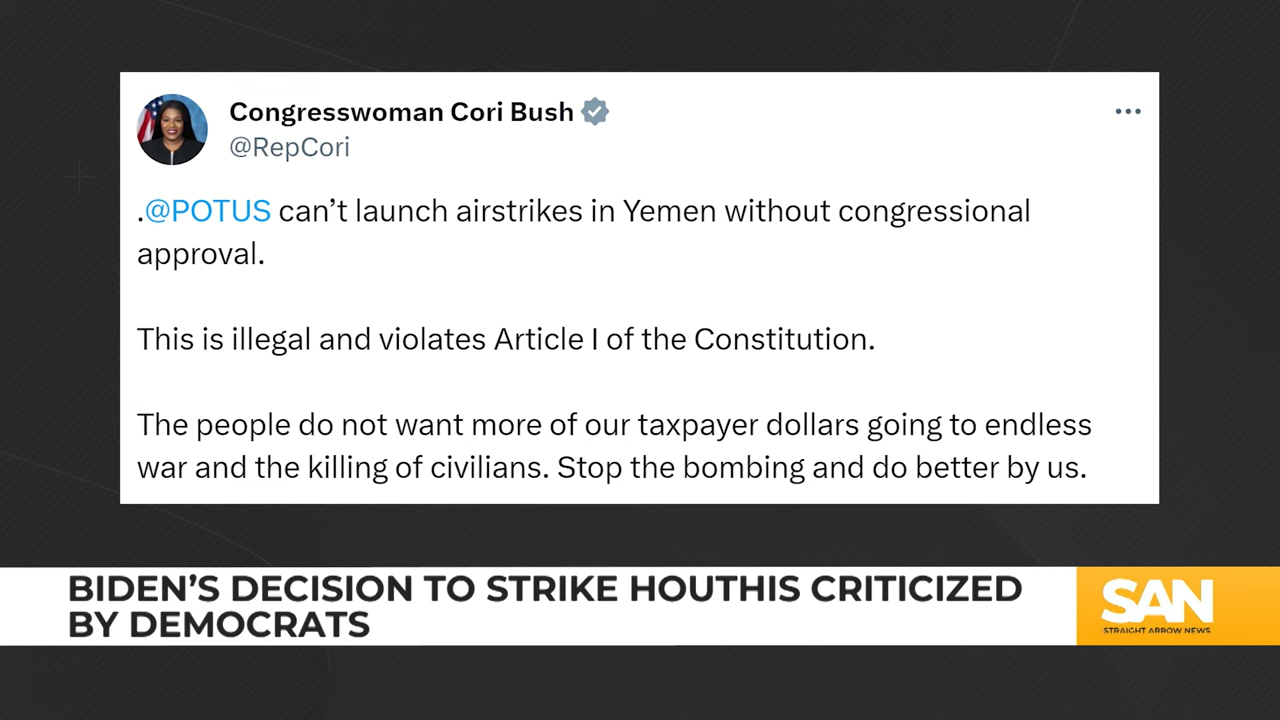 Congresswoman Cori Bush
@RepCori
.@POTUS can’t launch airstrikes in Yemen without congressional
approval.
This is illegal and violates Article I of the Constitution.
The people do not want more of our taxpayer dollars going to endless
war and the killing of civilians. Stop the bombing and do better by us.
BIDEN’S DECISION TO STRIKE HOUTHIS CRITICIZED
BY DEMOCRATS
SAN
STRAIGHT ARROW NEWS